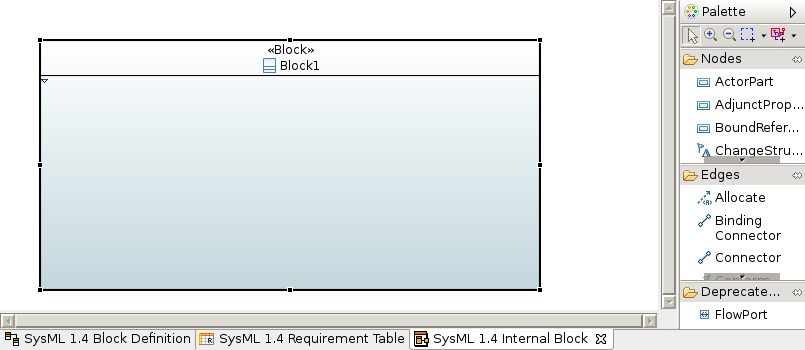 «Block»
Block1
Palette
Nodes
ActorPart
AdjunctProp...
BoundRefer...
ChangeStru...
Edges
Allocate
Binding
Connector
Connector
Conform
Deprecate...
FlowPort
SysML 1.4 Block Definition
SysML 1.4 Requirement Table
SysML 1.4 Internal Block